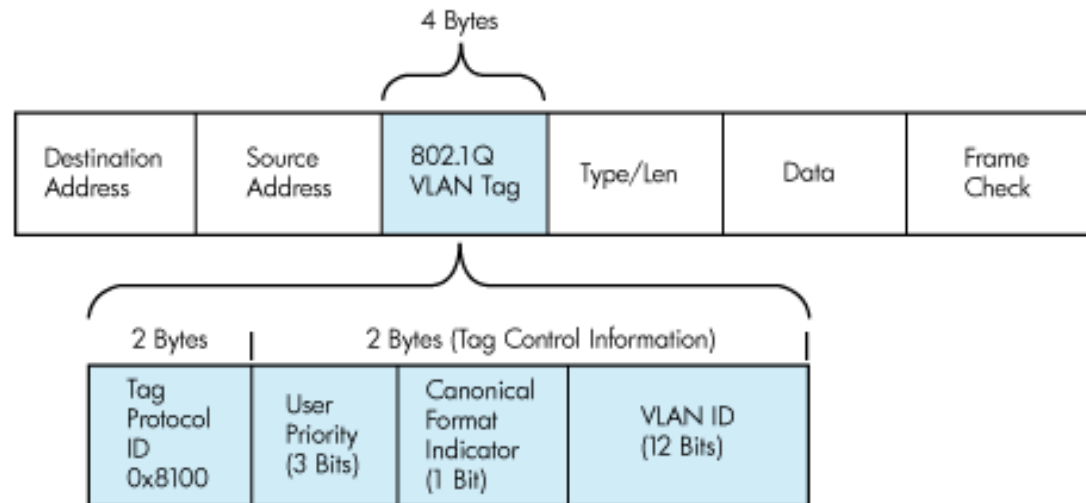 4 Bytes
Destination
Address
Source
Address
802.1Q
VLAN Tag
Type/Len
Data
Frame
Check
2 Bytes
2 Bytes (Tag Control Information)
Tag
Protocol
ID
0x8100
User
Priority
(3 Bits)
Canonical
Format
Indicator
(1 Bit)
VLAN ID
(12 Bits)